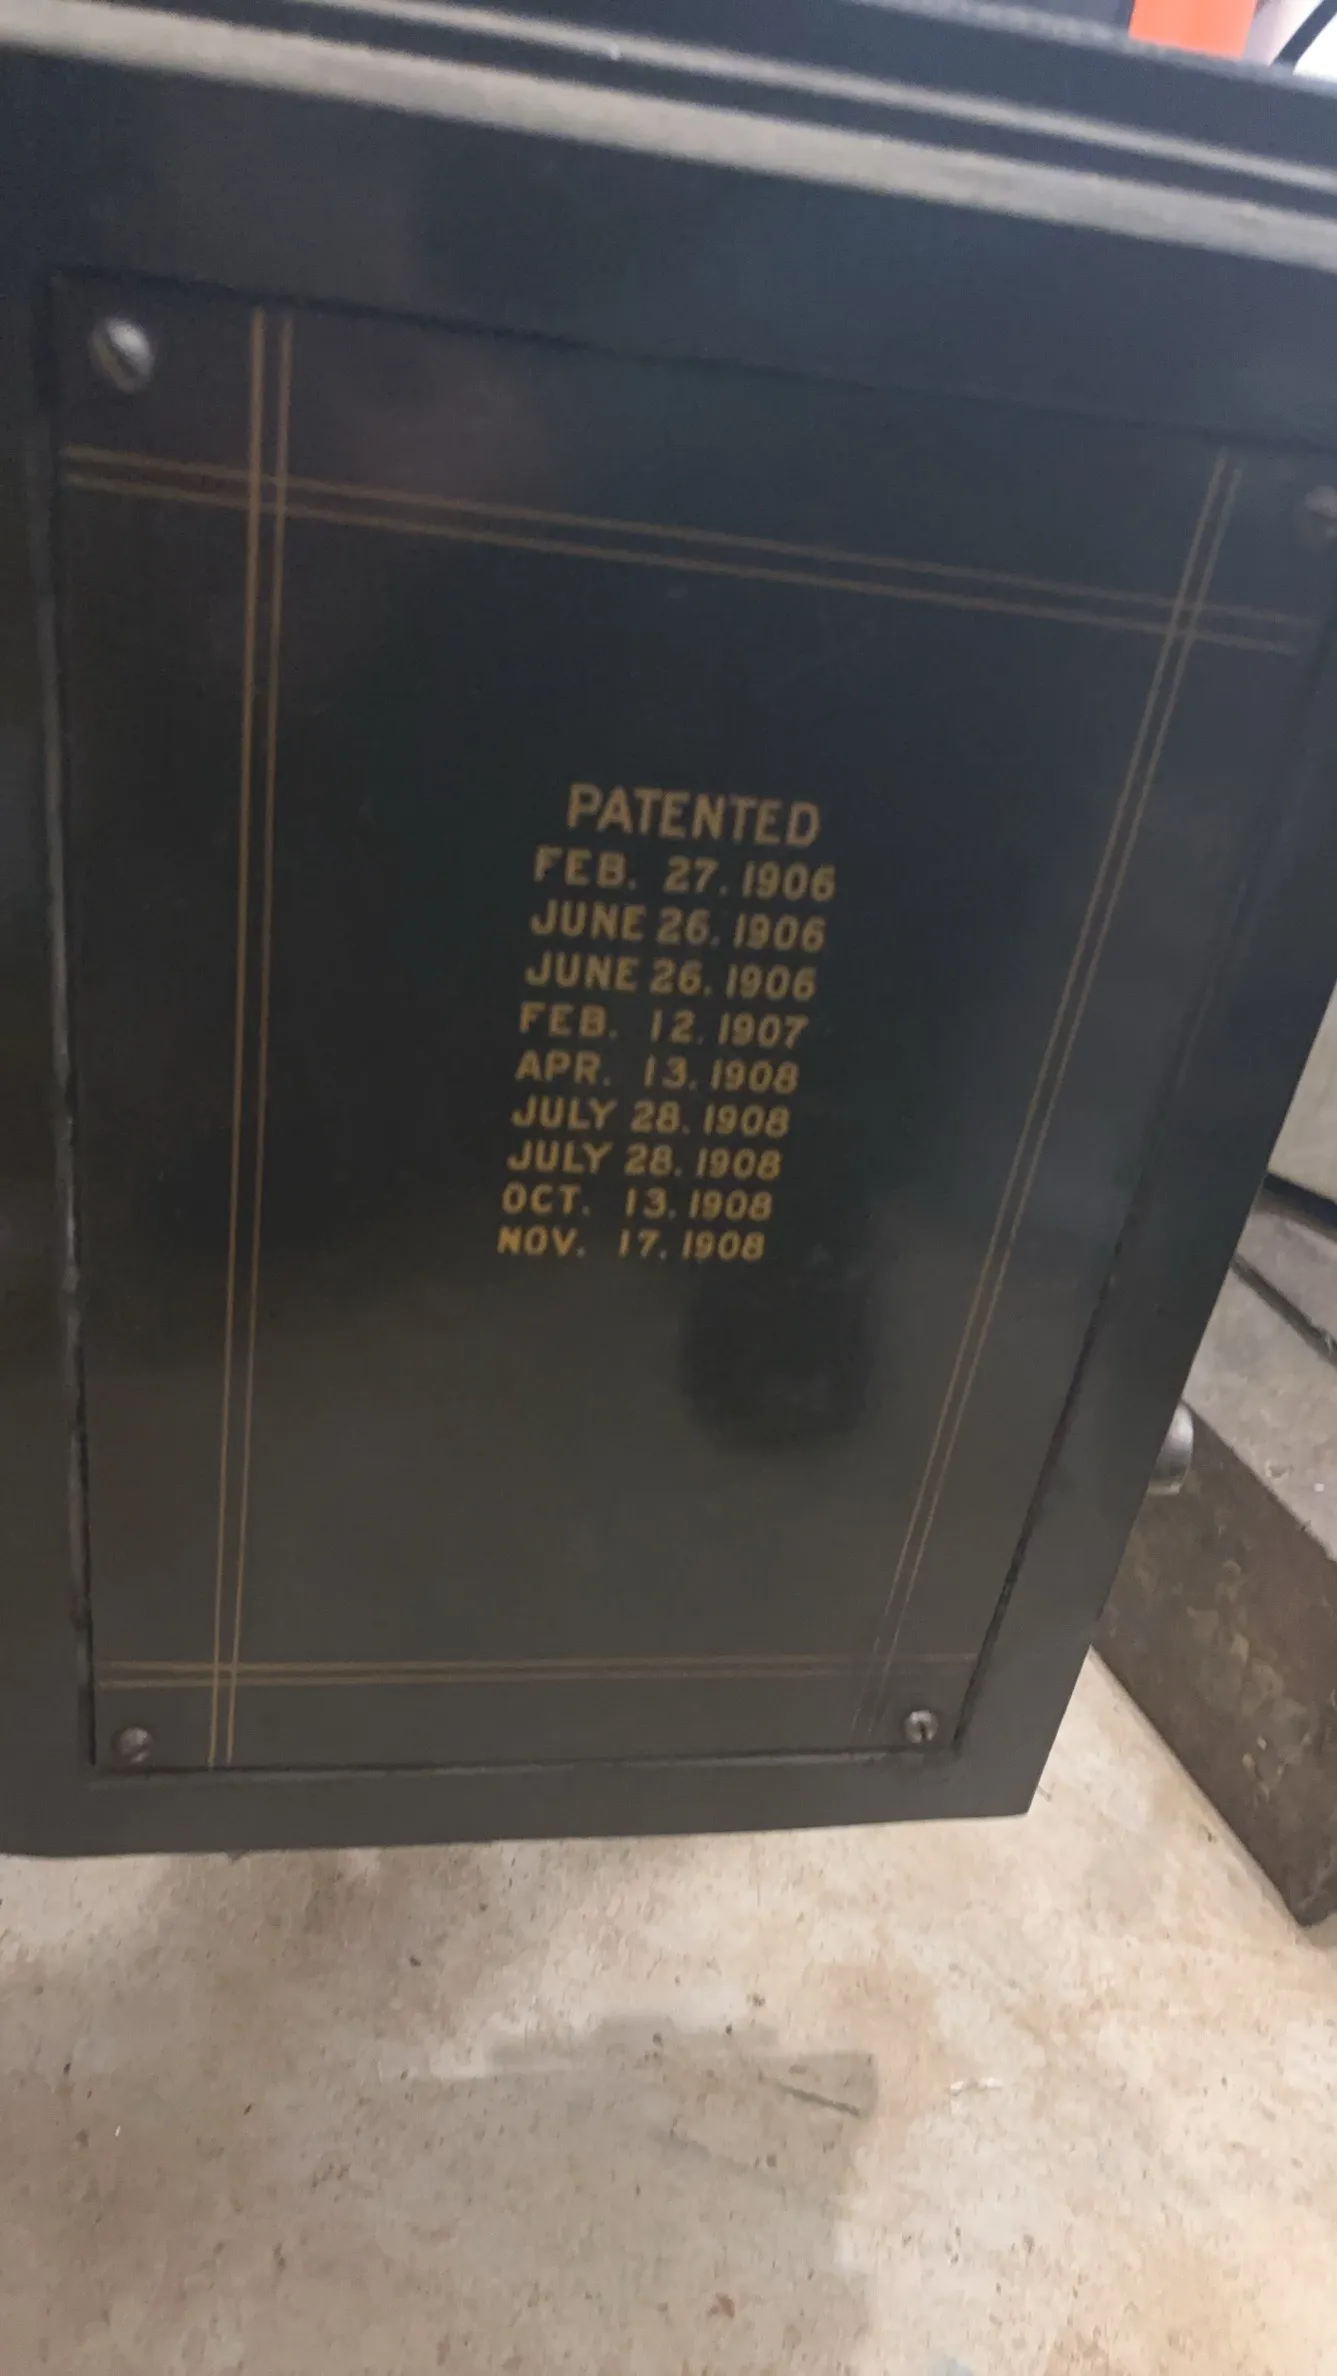 PATENTED
FEB. 27. 1906
JUNE 26. 1906
JUNE 26. 1906
FEB. 12. 1907
APR. 13. 1908
JULY 28. 1908
JULY 28. 1908
OCT. 13. 1908
NOV. 17. 1908